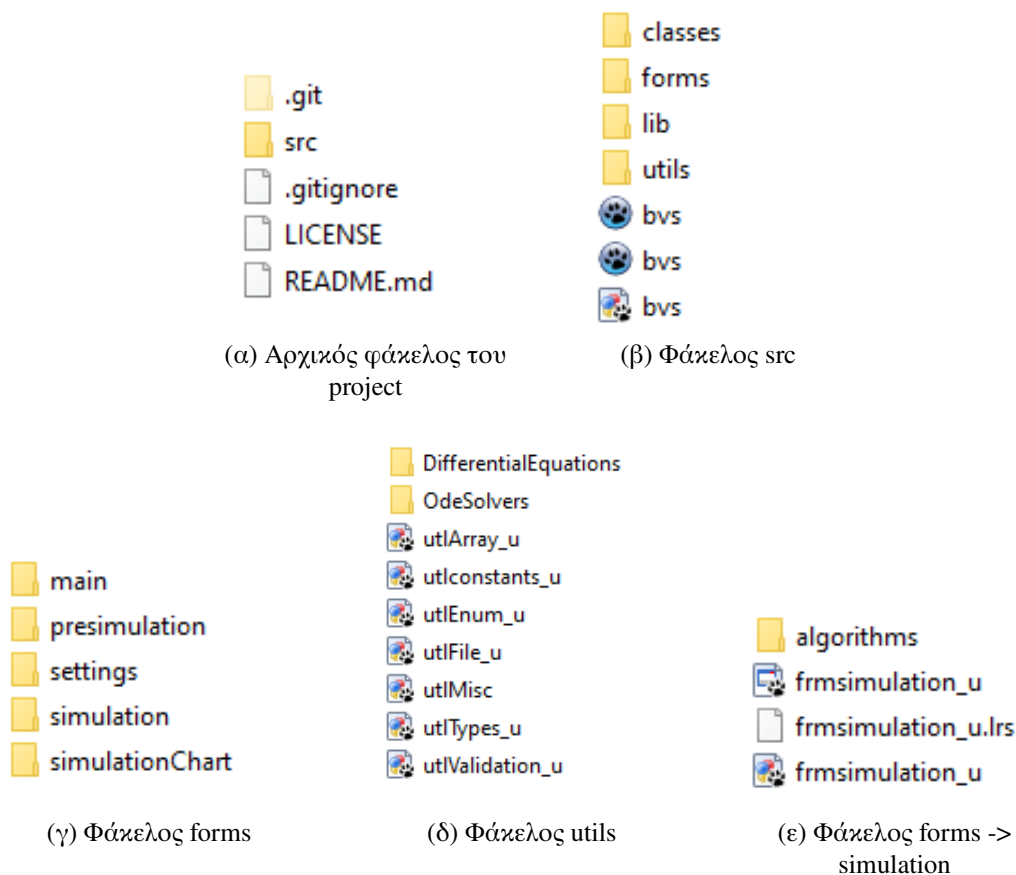 .git
src
.gitignore
LICENSE
README.md
(α) Αρχικός φάκελος του
project
classes
forms
lib
utils
bvs
bvs
bvs
(β) Φάκελος src
main
presimulation
settings
simulation
simulationChart
(γ) Φάκελος forms
DifferentialEquations
OdeSolvers
utlArray_u
utlconstants_u
utlEnum_u
utlFile_u
utlMisc
utlTypes_u
utlValidation_u
(δ) Φάκελος utils
algorithms
frmsimulation_u
frmsimulation_u.lrs
frmsimulation_u
(ε) Φάκελος forms ->
simulation